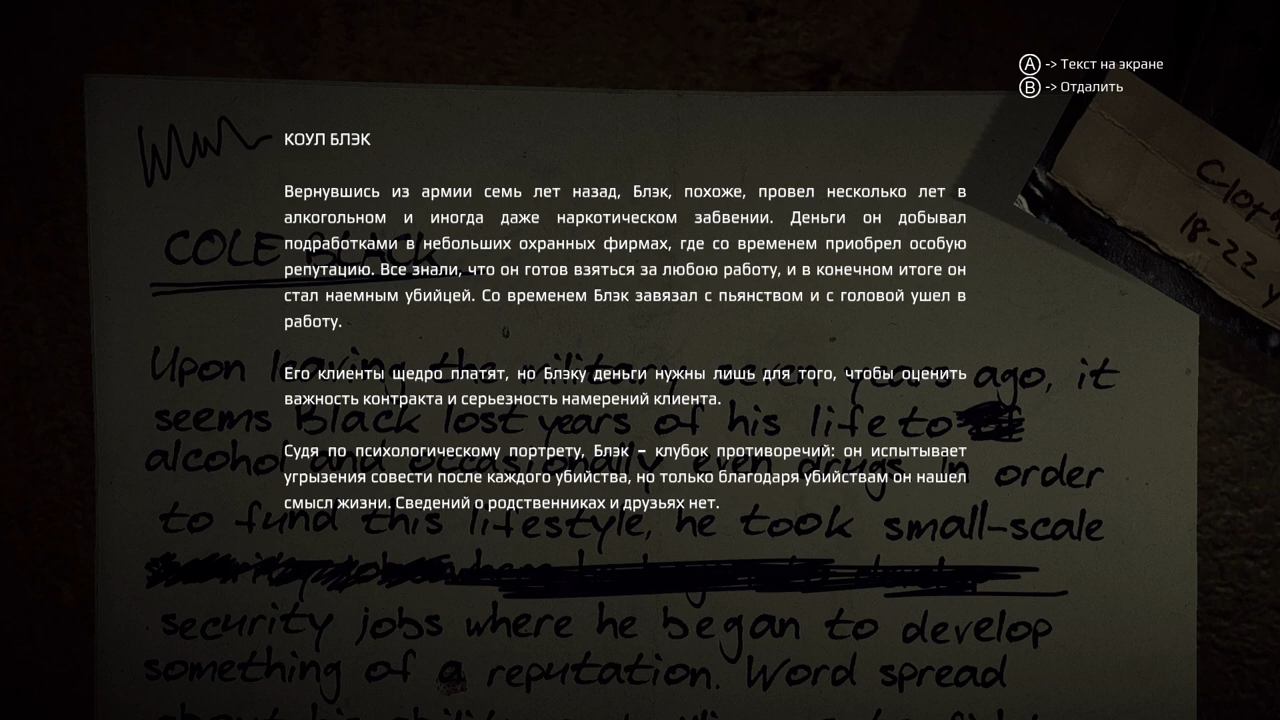 -> Текст на экране
-> Отдалить
КОУЛ БЛЭК
Вернувшись из армии семь лет назад, Блэк, похоже, провел несколько лет в
алкогольном и иногда даже наркотическом забвении. Деньги он добывал
подработками в небольших охранных фирмах, где со временем приобрел особую
репутацию. Все знали, что он готов взяться за любою работу, и в конечном итоге он
стал наемным убийцей. Со временем Блэк завязал с пьянством и с головой ушел в
работу.
Его клиенты щедро платят, но Блэку деньги нужны лишь для того, чтобы оценить
важность контракта и серьезность намерений клиента.
Судя по психологическому портрету, Блэк – клубок противоречий: он испытывает
угрызения совести после каждого убийства, но только благодаря убийствам он нашел
смысл жизни. Сведений о родственниках и друзьях нет.
COLE BLACK
Upon leaving the military seven years ago, it
seems Black lost years of his life to
alcohol and occasionally even drugs. In order
to fund this lifestyle, he took small-scale
security jobs where he began to develop
something of a reputation. Word spread
18-22